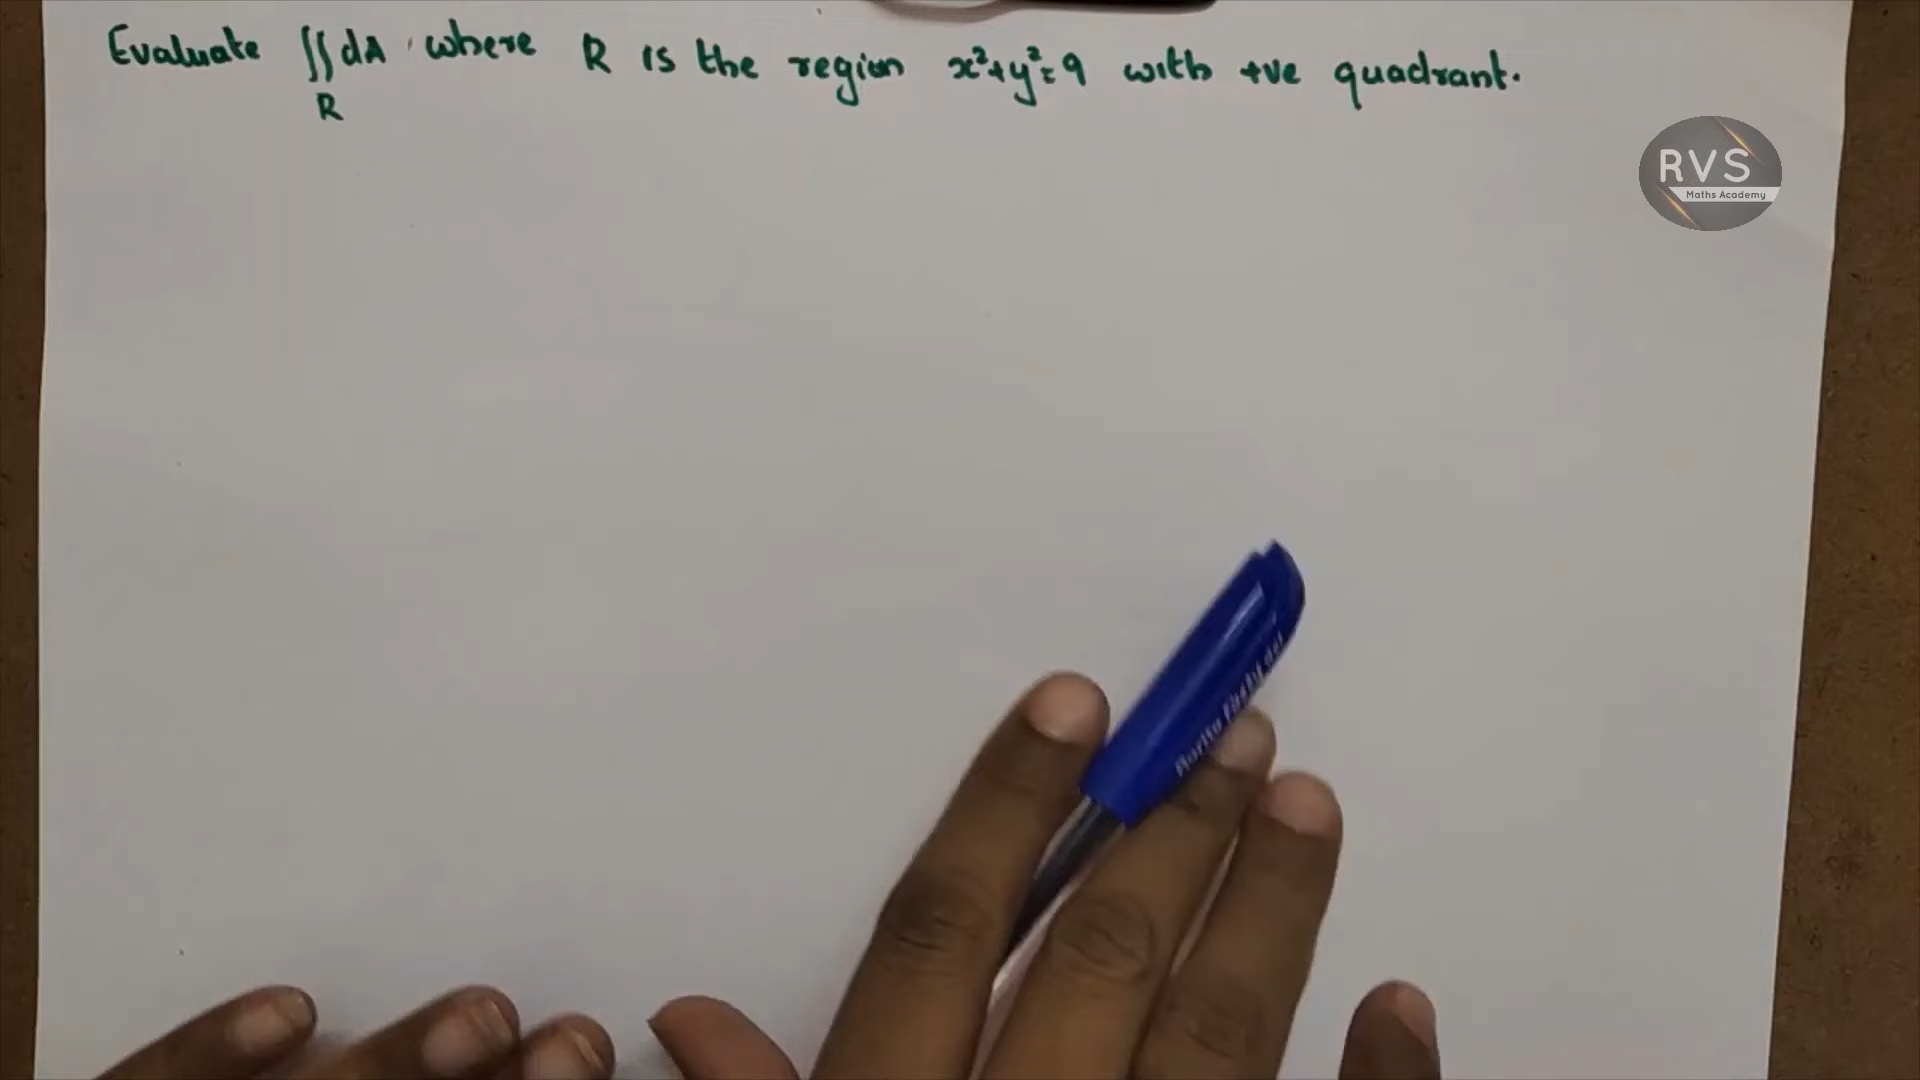 Evaluate ∬ dA where R is the region x²+y²=9 with +ve quadrant.
R
RVS
Maths Academy